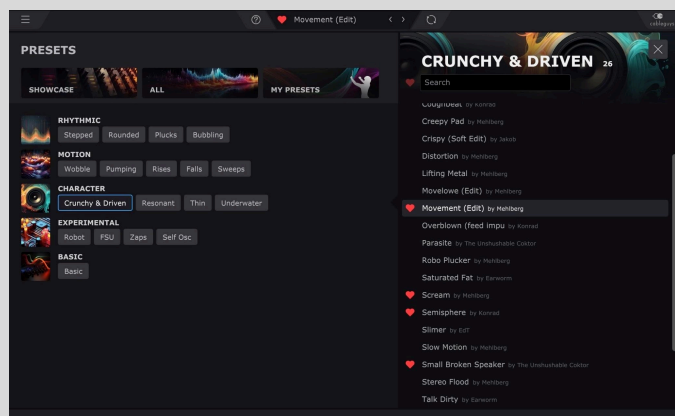 Movement (Edit)
cableguys
PRESETS
SHOWCASE
ALL
MY PRESETS
RHYTHMIC
Stepped
Rounded
Plucks
Bubbling
MOTION
Wobble
Pumping
Rises
Falls
Sweeps
CHARACTER
Crunchy & Driven
Resonant
Thin
Underwater
EXPERIMENTAL
Robot
FSU
Zaps
Self Osc
BASIC
Basic
CRUNCHY & DRIVEN 26
Search
Coughbeat by Konrad
Creepy Pad by Mehlberg
Crispy (Soft Edit) by Jakob
Distortion by Mehlberg
Lifting Metal by Mehlberg
Movelowe (Edit) by Mehlberg
Movement (Edit) by Mehlberg
Overblown (feed impu by Konrad
Parasite by The Unshushable Coktor
Robo Plucker by Mehlberg
Saturated Fat by Earworm
Scream by Mehlberg
Semisphere by Konrad
Slimer by EdT
Slow Motion by Mehlberg
Small Broken Speaker by The Unshushable Coktor
Stereo Flood by Mehlberg
Talk Dirty by Earworm